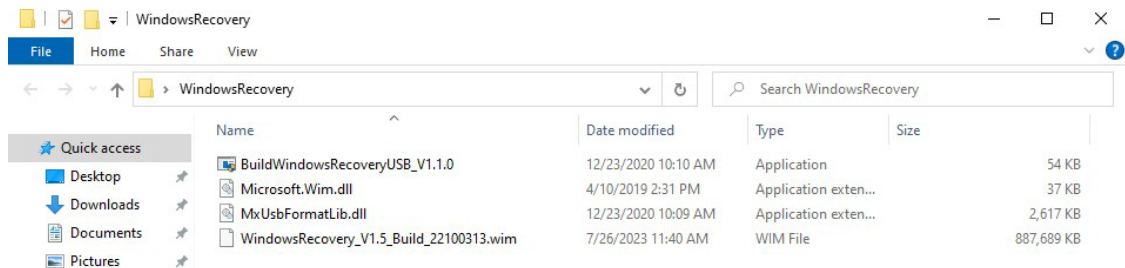 WindowsRecovery
File Home Share View
WindowsRecovery Search WindowsRecovery
Name Date modified Type Size
Quick access
BuildWindowsRecoveryUSB_V1.1.0 12/23/2020 10:10 AM Application 54 KB
Desktop
Microsoft.Wim.dll 4/10/2019 2:31 PM Application exten... 37 KB
Downloads
MxUsbFormatLib.dll 12/23/2020 10:09 AM Application exten... 2,617 KB
Documents
WindowsRecovery_V1.5_Build_22100313.wim 7/26/2023 11:40 AM WIM File 887,689 KB
Pictures